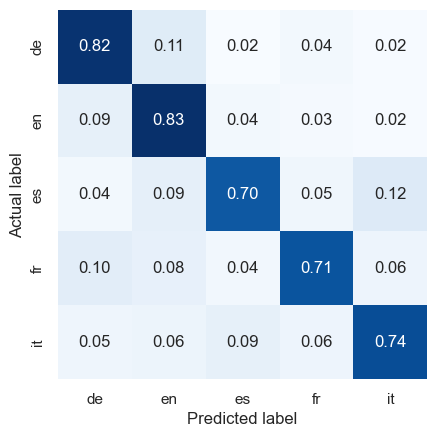 Actual label
de 0.82 0.11 0.02 0.04 0.02
en 0.09 0.83 0.04 0.03 0.02
es 0.04 0.09 0.70 0.05 0.12
fr 0.10 0.08 0.04 0.71 0.06
it 0.05 0.06 0.09 0.06 0.74
de en es fr it
Predicted label